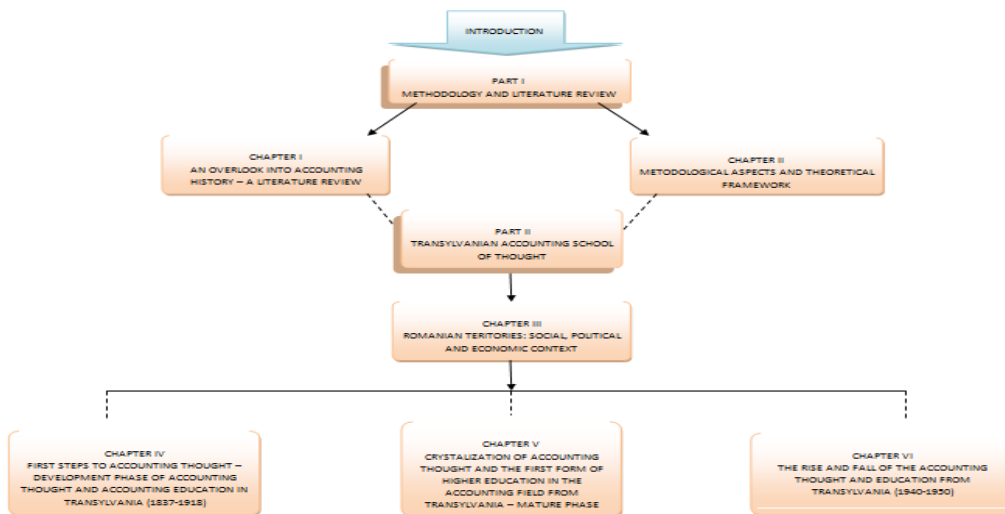 INTRODUCTION
PART I
METHODOLOGY AND LITERATURE REVIEW
CHAPTER I
AN OVERLOOK INTO ACCOUNTING
HISTORY – A LITERATURE REVIEW
CHAPTER II
METODOLOGICAL ASPECTS AND THEORETICAL
FRAMEWORK
PART II
TRANSYLVANIAN ACCOUNTING SCHOOL
OF THOUGHT
CHAPTER III
ROMANIAN TERITORIES: SOCIAL, POLITICAL
AND ECONOMIC CONTEXT
CHAPTER IV
FIRST STEPS TO ACCOUNTING THOUGHT –
DEVELOPMENT PHASE OF ACCOUNTING
THOUGHT AND ACCOUNTING EDUCATION IN
TRANSYLVANIA (1837-1918)
CHAPTER V
CRYSTALIZATION OF ACCOUNTING
THOUGHT AND THE FIRST FORM OF
HIGHER EDUCATION IN THE
ACCOUNTING FIELD FROM
TRANSYLVANIA – MATURE PHASE
CHAPTER VI
THE RISE AND FALL OF THE ACCOUNTING
THOUGHT AND EDUCATION FROM
TRANSYLVANIA (1940-1950)